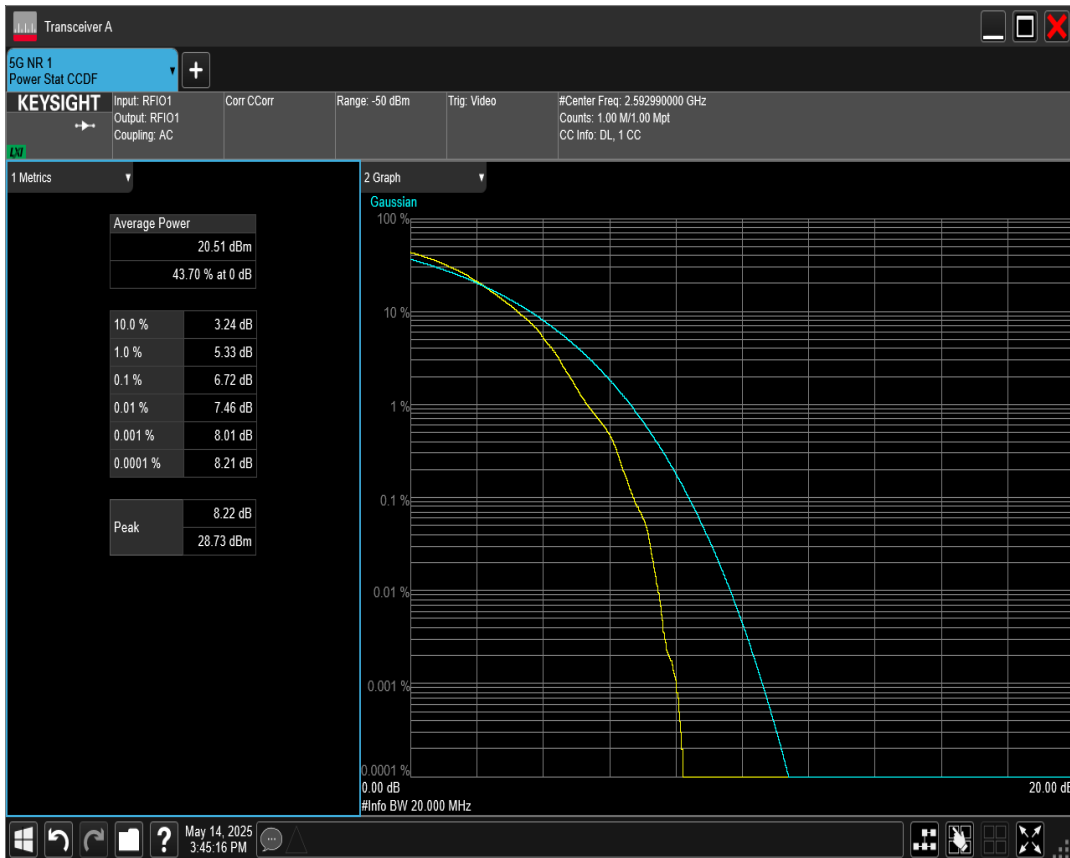 Transceiver A
5G NR 1
Power Stat CCDF
+
KEYSIGHT
LXI
Input: RFIO1
Output: RFIO1
Coupling: AC
Corr CCorr
Range: -50 dBm
Trig: Video
#Center Freq: 2.592990000 GHz
Counts: 1.00 M/1.00 Mpt
CC Info: DL, 1 CC
1 Metrics
Average Power
20.51 dBm
43.70 % at 0 dB
10.0 % 3.24 dB
1.0 % 5.33 dB
0.1 % 6.72 dB
0.01 % 7.46 dB
0.001 % 8.01 dB
0.0001 % 8.21 dB
Peak
8.22 dB
28.73 dBm
2 Graph
Gaussian
100 %
10 %
1 %
0.1 %
0.01 %
0.001 %
0.0001 %
0.00 dB 20.00 dB
#Info BW 20.000 MHz
?
May 14, 2025
3:45:16 PM